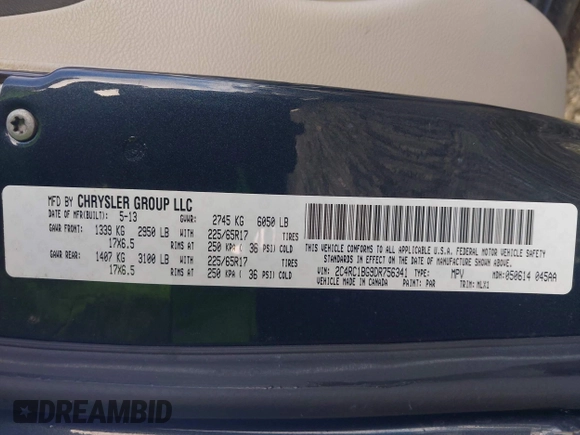 MFD BY CHRYSLER GROUP LLC
DATE OF MFR(BUILT): 5-13 GVWR: 2745 KG 6050 LB
GAWR FRONT: 1339 KG 2950 LB WITH 225/65R17 TIRES
17X6.5 RIMS AT 250 KPA ( 36 PSI) COLD
GAWR REAR: 1407 KG 3100 LB WITH 225/65R17 TIRES
17X6.5 RIMS AT 250 KPA ( 36 PSI) COLD
THIS VEHICLE CONFORMS TO ALL APPLICABLE U.S.A. FEDERAL MOTOR VEHICLE SAFETY
STANDARDS IN EFFECT ON THE DATE OF MANUFACTURE SHOWN ABOVE.
VIN: 2C4RC1BG9DR756341 TYPE: MPV MDH:050614 045AA
VEHICLE MADE IN CANADA PAINT: PAR TRIM: MLX1
DREAMBID